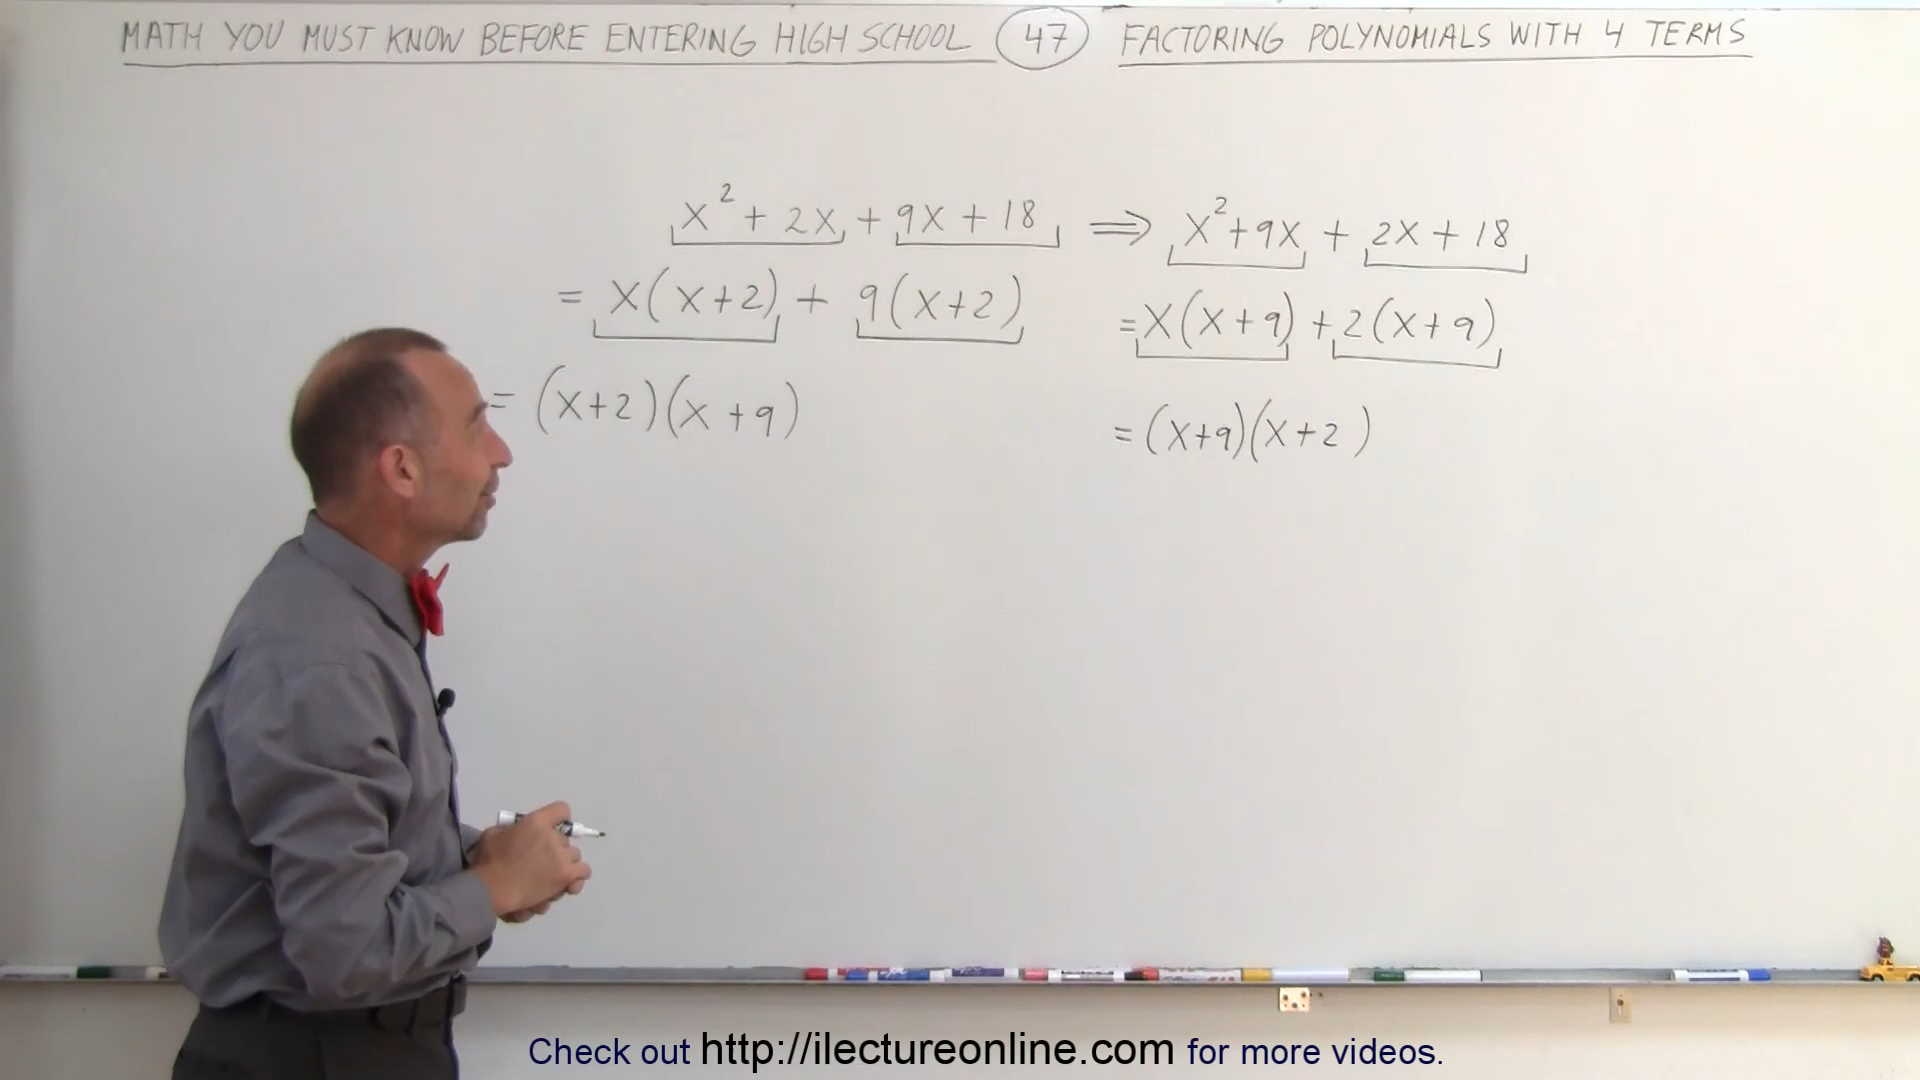 MATH YOU MUST KNOW BEFORE ENTERING HIGH SCHOOL 47 FACTORING POLYNOMIALS WITH 4 TERMS
x² + 2x + 9x + 18 ⟹ x² + 9x + 2x + 18
= x(x+2) + 9(x+2)
= x(x+9) + 2(x+9)
= (x+2)(x+9)
= (x+9)(x+2)
Check out http://ilectureonline.com for more videos.